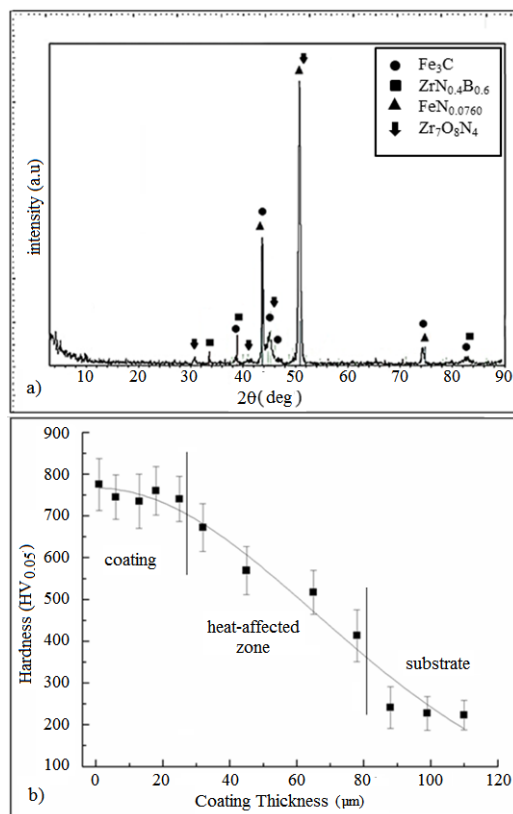 Fe₃C
ZrN₀.₄B₀.₆
FeN₀.₀₇₆₀
Zr₇O₈N₄
intensity (a.u)
a)
10 20 30 40 50 60 70 80 90
2θ( deg )
900
800
700
600
500
400
300
200
100
Hardness (HV₀.₀₅)
coating
heat-affected
zone
substrate
b)
0 20 40 60 80 100 120
Coating Thickness (µm)